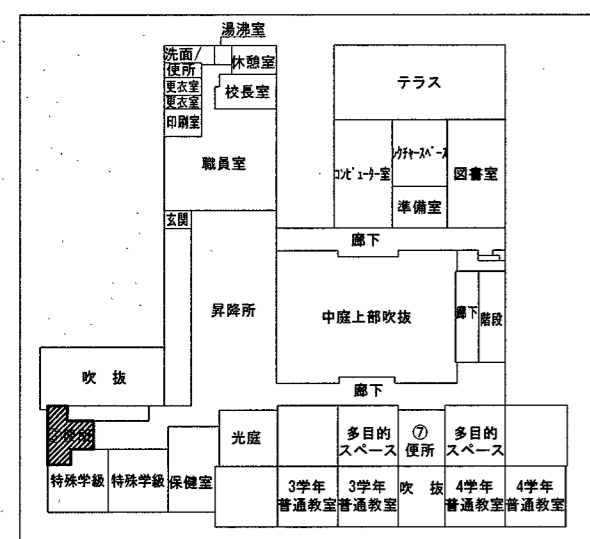 湯沸室
洗面/
便所
休憩室
更衣室
更衣室
校長室
印刷室
職員室
テラス
コンピューター室
レクチャースペース
図書室
準備室
玄関
廊下
昇降所
中庭上部吹抜
廊下
階段
吹 抜
廊下
光庭
多目的
スペース
⑦
便所
多目的
スペース
特殊学級
特殊学級
保健室
3学年
普通教室
3学年
普通教室
吹 抜
4学年
普通教室
4学年
普通教室